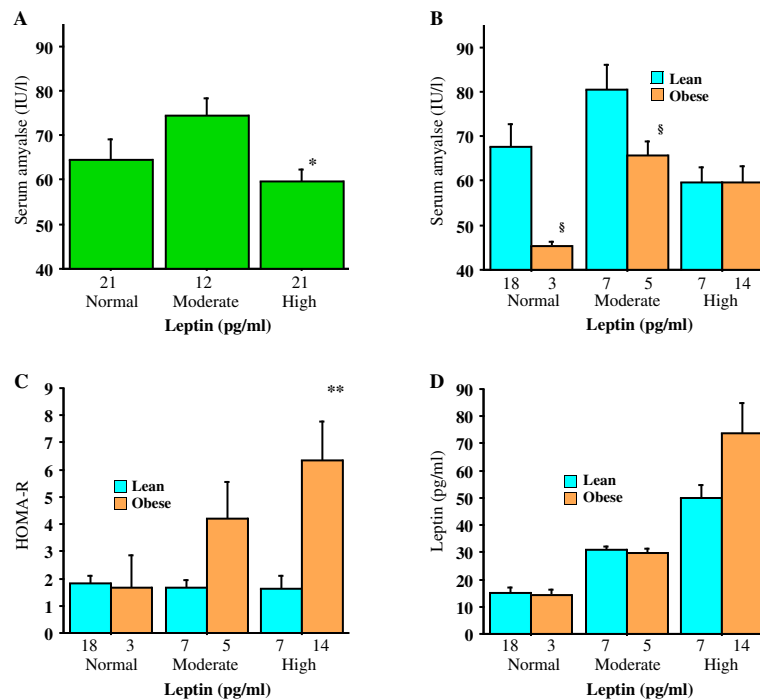 A
Serum amyalse (IU/l)
90
80
70
60
50
40
*
21 12 21
Normal Moderate High
Leptin (pg/ml)
B
Serum amyalse (IU/l)
90
80
70
60
50
40
Lean
Obese
§
§
18 3 7 5 7 14
Normal Moderate High
Leptin (pg/ml)
C
HOMA-R
9
8
7
6
5
4
3
2
1
0
Lean
Obese
**
18 3 7 5 7 14
Normal Moderate High
Leptin (pg/ml)
D
Leptin (pg/ml)
90
80
70
60
50
40
30
20
10
0
Lean
Obese
18 3 7 5 7 14
Normal Moderate High
Leptin (pg/ml)